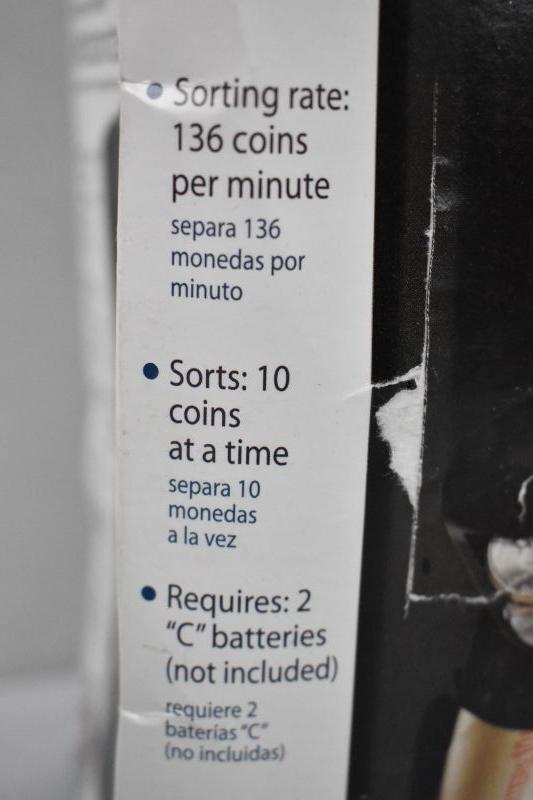 • Sorting rate:
136 coins
per minute
separa 136
monedas por
minuto
• Sorts: 10
coins
at a time
separa 10
monedas
a la vez
• Requires: 2
"C" batteries
(not included)
requiere 2
baterías "C"
(no incluidas)